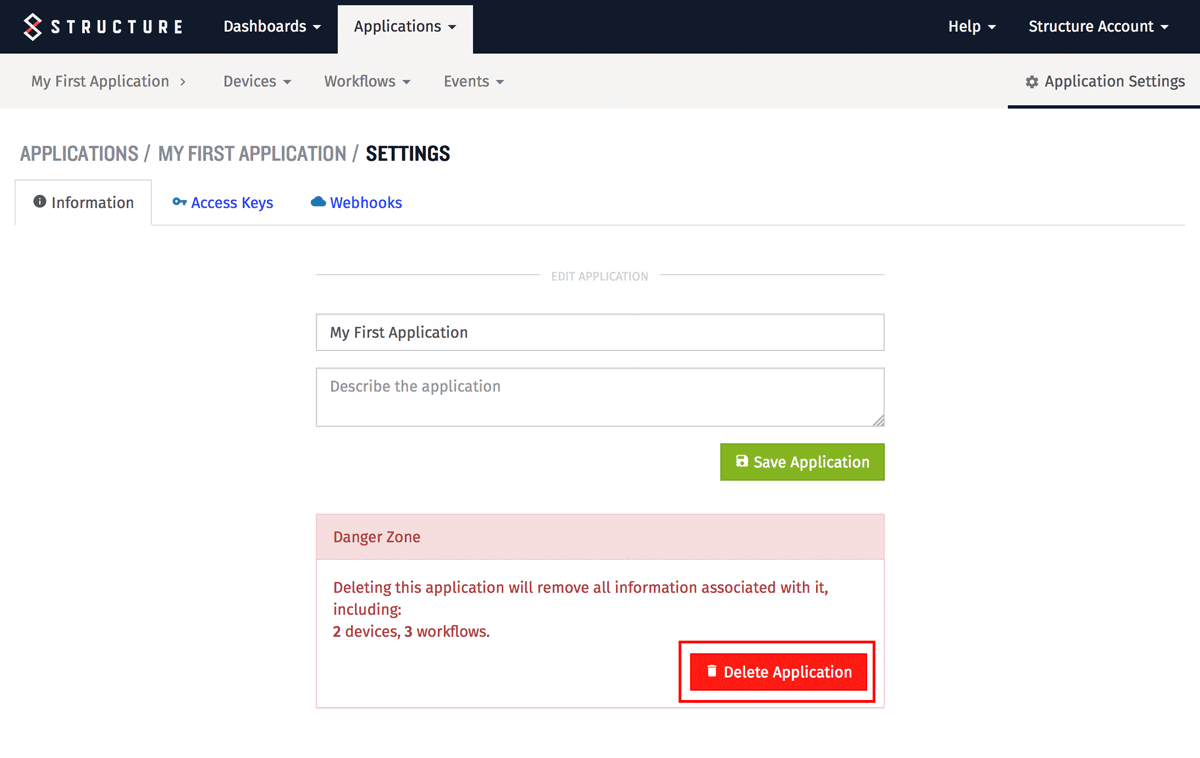 STRUCTURE Dashboards Applications Help Structure Account
My First Application Devices Workflows Events Application Settings
APPLICATIONS / MY FIRST APPLICATION / SETTINGS
Information Access Keys Webhooks
EDIT APPLICATION
My First Application
Describe the application
Save Application
Danger Zone
Deleting this application will remove all information associated with it,
including:
2 devices, 3 workflows.
Delete Application